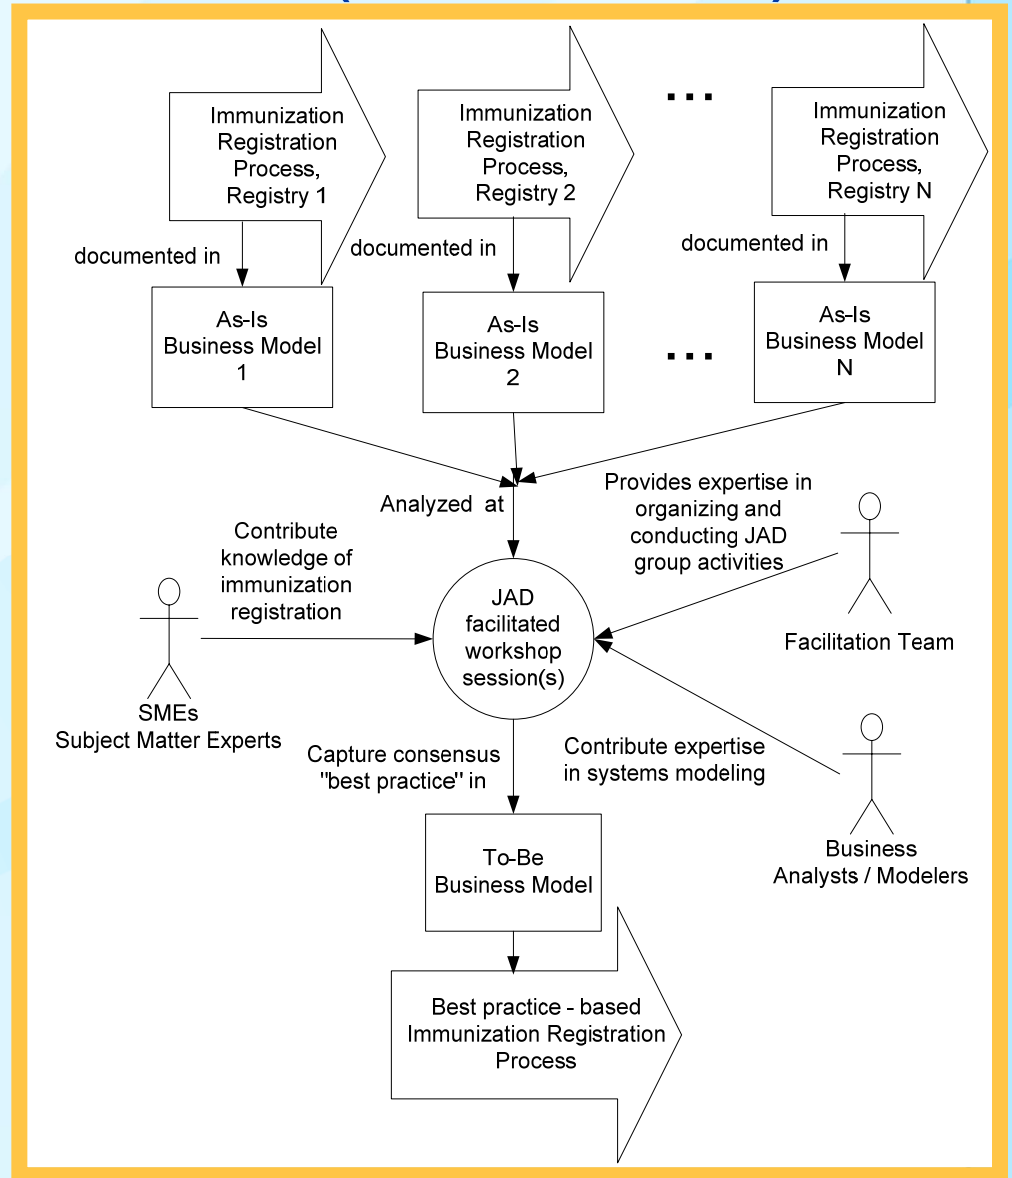 Immunization
Registration
Process,
Registry 1
Immunization
Registration
Process,
Registry 2
...
Immunization
Registration
Process,
Registry N
documented in
documented in
documented in
As-Is
Business Model
1
As-Is
Business Model
2
...
As-Is
Business Model
N
Analyzed at
Provides expertise in
organizing and
conducting JAD
group activities
Contribute
knowledge of
immunization
registration
JAD
facilitated
workshop
session(s)
Facilitation Team
SMEs
Subject Matter Experts
Capture consensus
"best practice" in
Contribute expertise
in systems modeling
To-Be
Business Model
Business
Analysts / Modelers
Best practice - based
Immunization Registration
Process